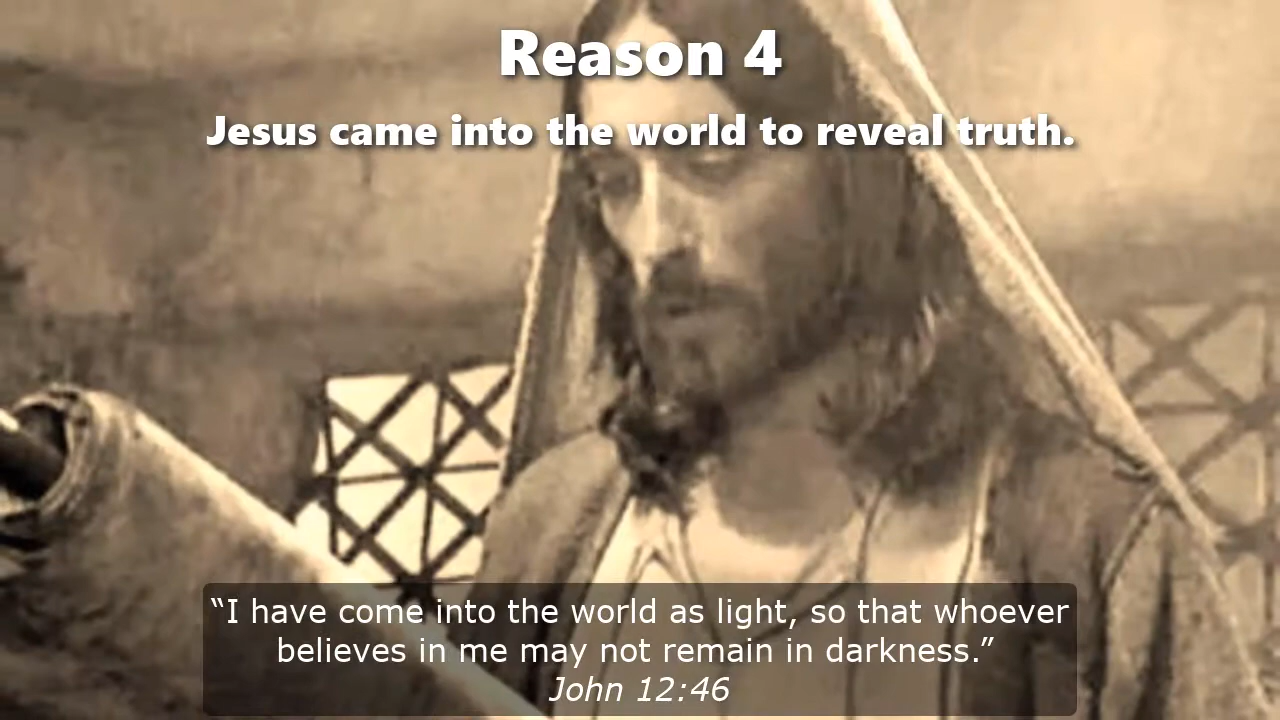 Reason 4
Jesus came into the world to reveal truth.
“I have come into the world as light, so that whoever
believes in me may not remain in darkness.”
John 12:46